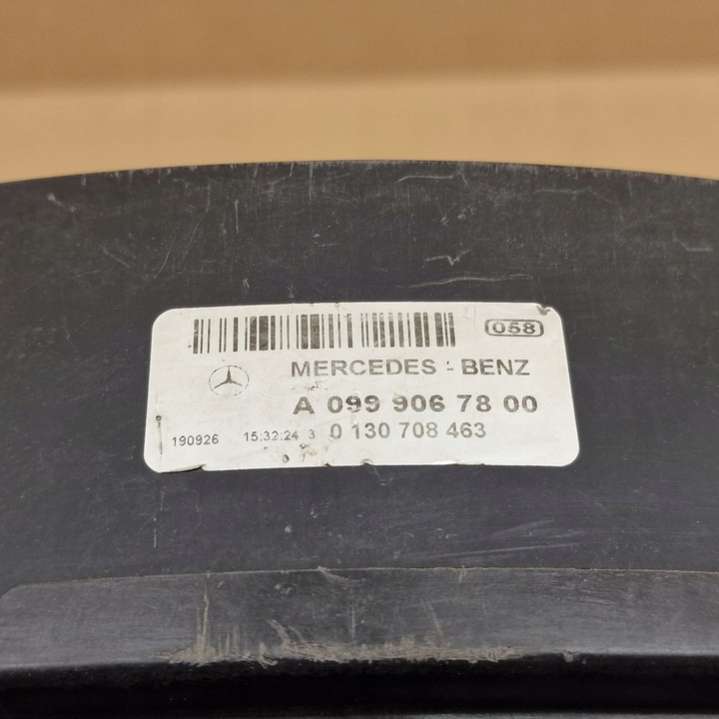 058
MERCEDES - BENZ
A 099 906 78 00
190926 15:32:24 3 0 130 708 463